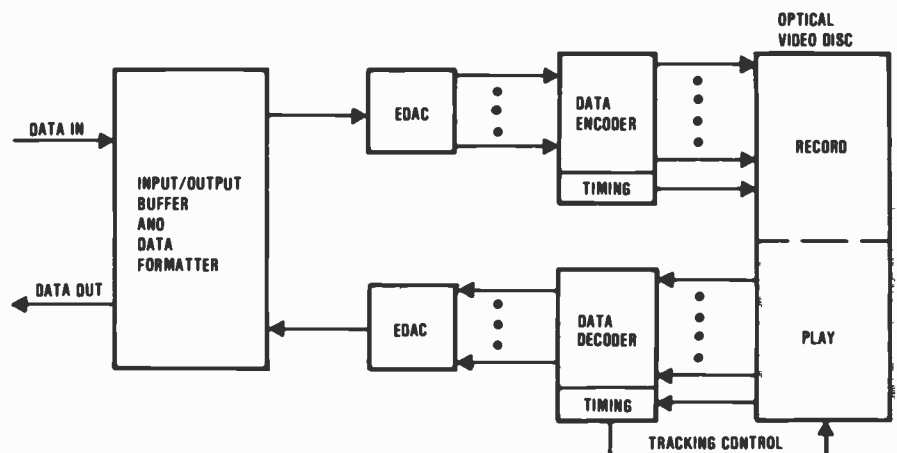 OPTICAL
VIDEO DISC
DATA IN
INPUT/OUTPUT
BUFFER
AND
DATA
FORMATTER
DATA OUT
EDAC
DATA
ENCODER
TIMING
RECORD
EDAC
DATA
DECODER
TIMING
PLAY
TRACKING CONTROL